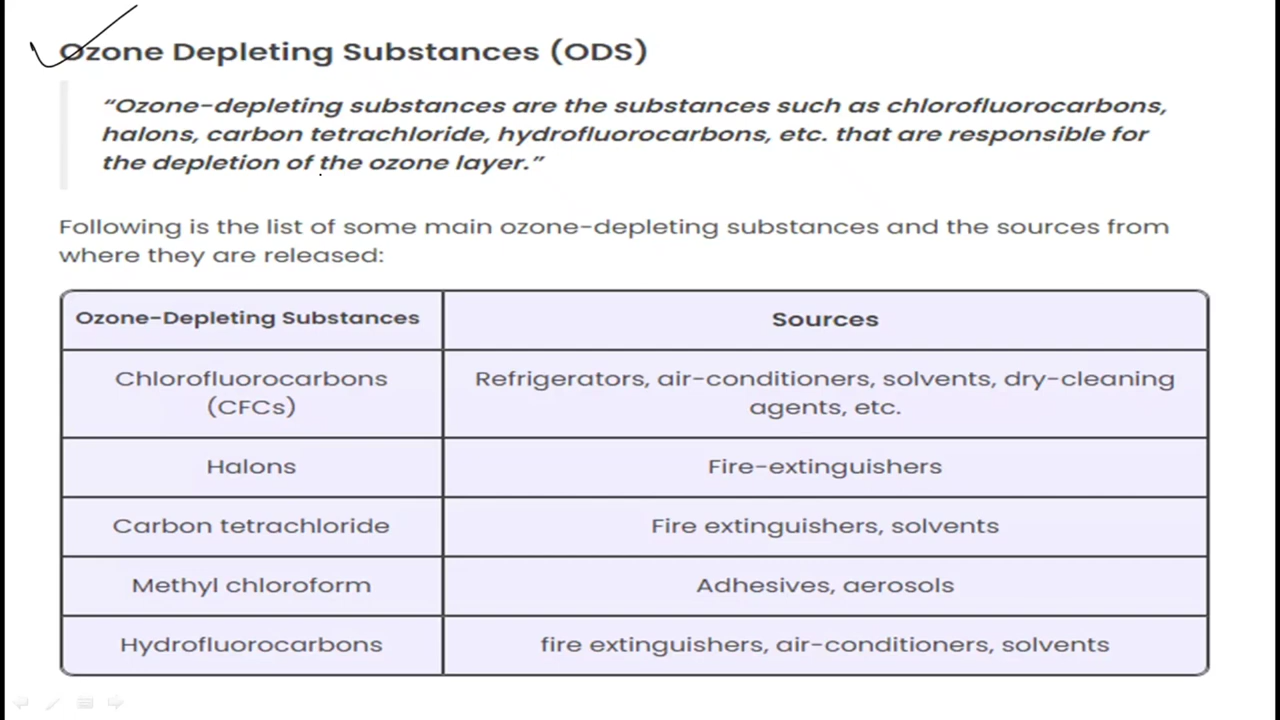 Ozone Depleting Substances (ODS)
“Ozone-depleting substances are the substances such as chlorofluorocarbons,
halons, carbon tetrachloride, hydrofluorocarbons, etc. that are responsible for
the depletion of the ozone layer.”
Following is the list of some main ozone-depleting substances and the sources from
where they are released:
Ozone-Depleting Substances Sources
Chlorofluorocarbons Refrigerators, air-conditioners, solvents, dry-cleaning
(CFCs) agents, etc.
Halons Fire-extinguishers
Carbon tetrachloride Fire extinguishers, solvents
Methyl chloroform Adhesives, aerosols
Hydrofluorocarbons fire extinguishers, air-conditioners, solvents